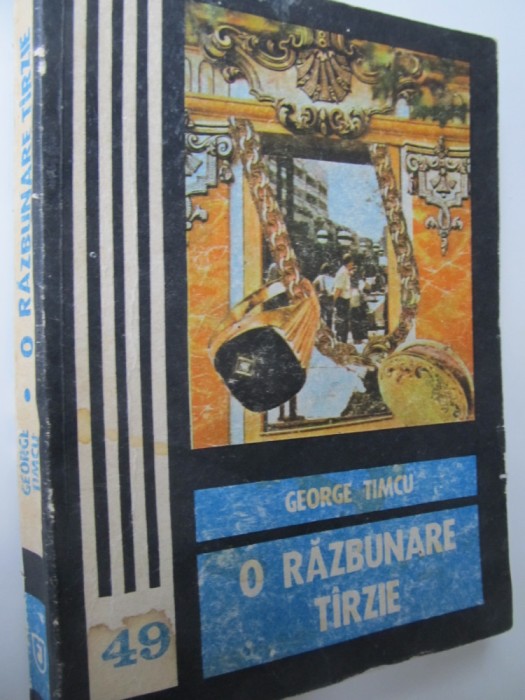 O RĂZBUNARE TÎRZIE
GEORGE
TIMCU
GEORGE TIMCU
O RĂZBUNARE
TÎRZIE
49